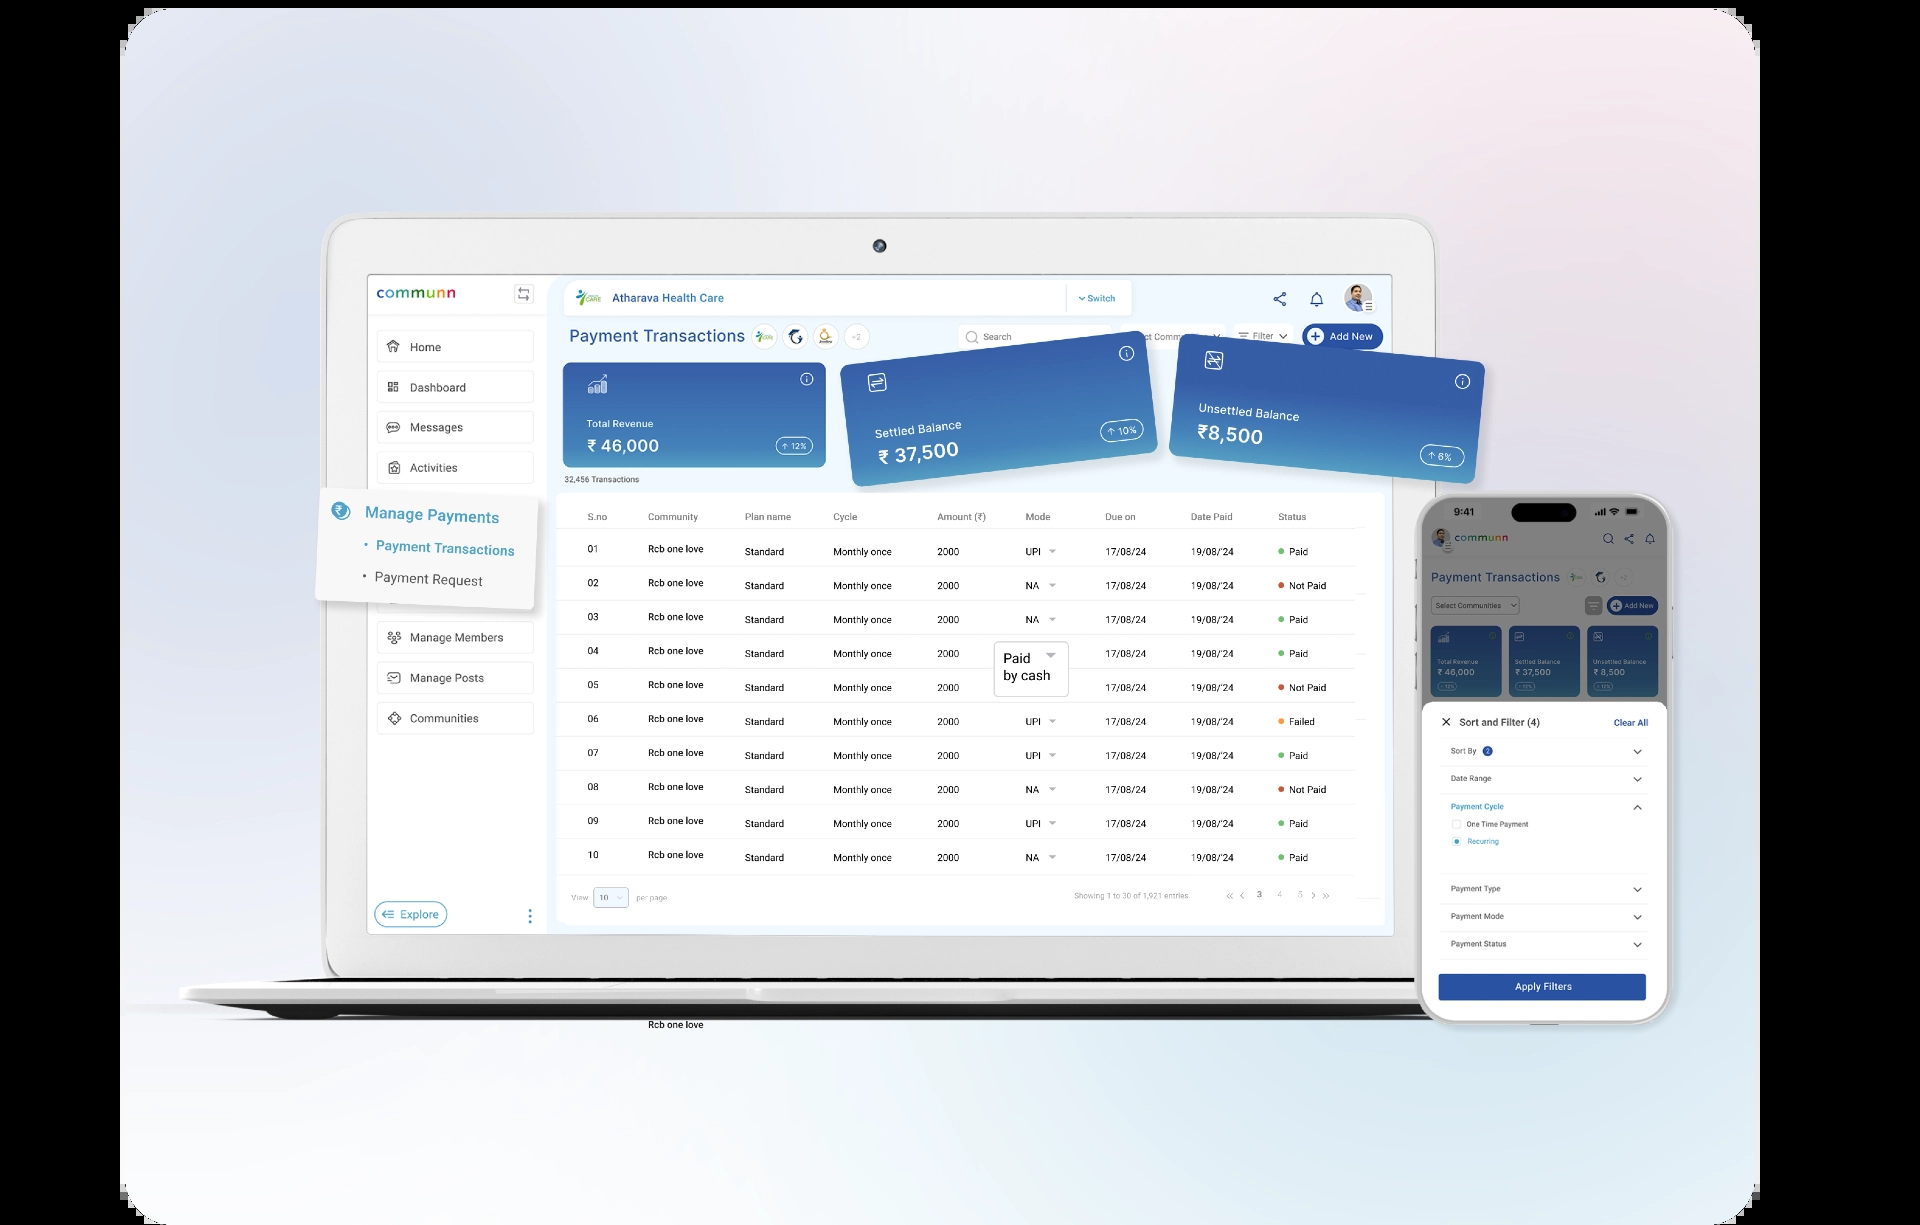 communn
Atharava Health Care
Switch
Home
Dashboard
Messages
Activities
Manage Payments
• Payment Transactions
• Payment Request
Manage Members
Manage Posts
Communities
Explore
Payment Transactions
+2
Search
ct Comm
Filter
Add New
Total Revenue
₹ 46,000
↑ 12%
Settled Balance
₹ 37,500
↑ 10%
Unsettled Balance
₹8,500
↑ 6%
32,456 Transactions
S.no Community Plan name Cycle Amount (₹) Mode Due on Date Paid Status
01 Rcb one love Standard Monthly once 2000 UPI 17/08/24 19/08/'24 Paid
02 Rcb one love Standard Monthly once 2000 NA 17/08/24 19/08/'24 Not Paid
03 Rcb one love Standard Monthly once 2000 NA 17/08/24 19/08/'24 Paid
04 Rcb one love Standard Monthly once 2000 17/08/24 19/08/'24 Paid
Paid
by cash
05 Rcb one love Standard Monthly once 2000 17/08/24 19/08/'24 Not Paid
06 Rcb one love Standard Monthly once 2000 UPI 17/08/24 19/08/'24 Failed
07 Rcb one love Standard Monthly once 2000 UPI 17/08/24 19/08/'24 Paid
08 Rcb one love Standard Monthly once 2000 NA 17/08/24 19/08/'24 Not Paid
09 Rcb one love Standard Monthly once 2000 UPI 17/08/24 19/08/'24 Paid
10 Rcb one love Standard Monthly once 2000 NA 17/08/24 19/08/'24 Paid
View 10 per page
Showing 1 to 30 of 1,921 entries
« < 3 4 5 > »
Rcb one love
9:41
communn
Payment Transactions
+2
Select Communities
Add New
Total Revenue
₹ 46,000
Settled Balance
₹ 37,500
Unsettled Balance
₹ 8,500
Sort and Filter (4)
Clear All
Sort By 2
Date Range
Payment Cycle
One Time Payment
Recurring
Payment Type
Payment Mode
Payment Status
Apply Filters